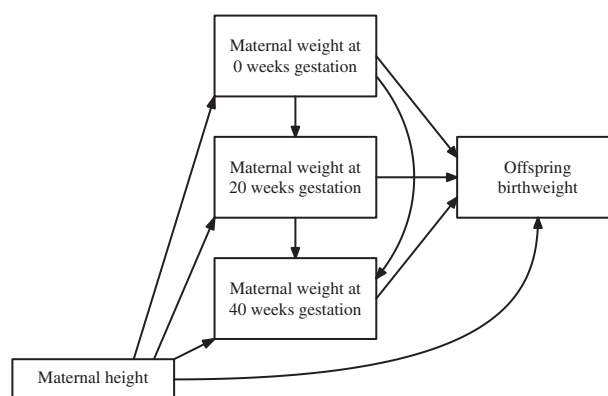 Maternal weight at
0 weeks gestation
Maternal weight at
20 weeks gestation
Offspring
birthweight
Maternal weight at
40 weeks gestation
Maternal height